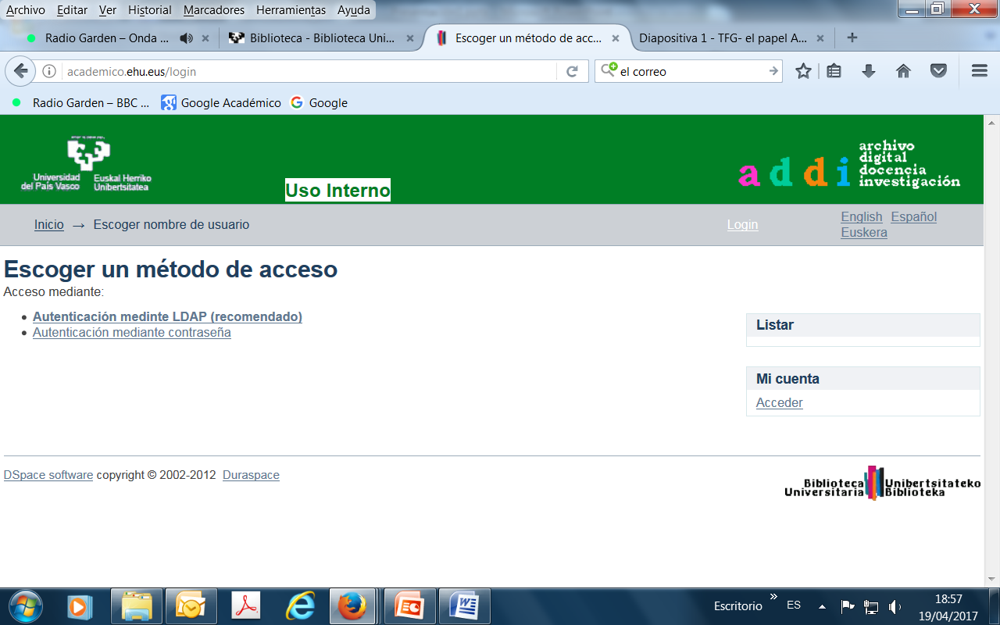 Archivo Editar Ver Historial Marcadores Herramientas Ayuda
Radio Garden – Onda ... Biblioteca - Biblioteca Uni... Escoger un método de acc... Diapositiva 1 - TFG- el papel A...
academico.ehu.eus/login el correo
Radio Garden – BBC ... Google Académico Google
Universidad del País Vasco
Euskal Herriko Unibertsitatea
Uso Interno
addi
archivo
digital
docencia
investigación
Inicio → Escoger nombre de usuario Login English Español
Euskera
Escoger un método de acceso
Acceso mediante:
Autenticación medinte LDAP (recomendado)
Autenticación mediante contraseña
Listar
Mi cuenta
Acceder
DSpace software copyright © 2002-2012 Duraspace
Biblioteca Universitaria
Unibertsitateko Biblioteka
Escritorio » ES 18:57
19/04/2017